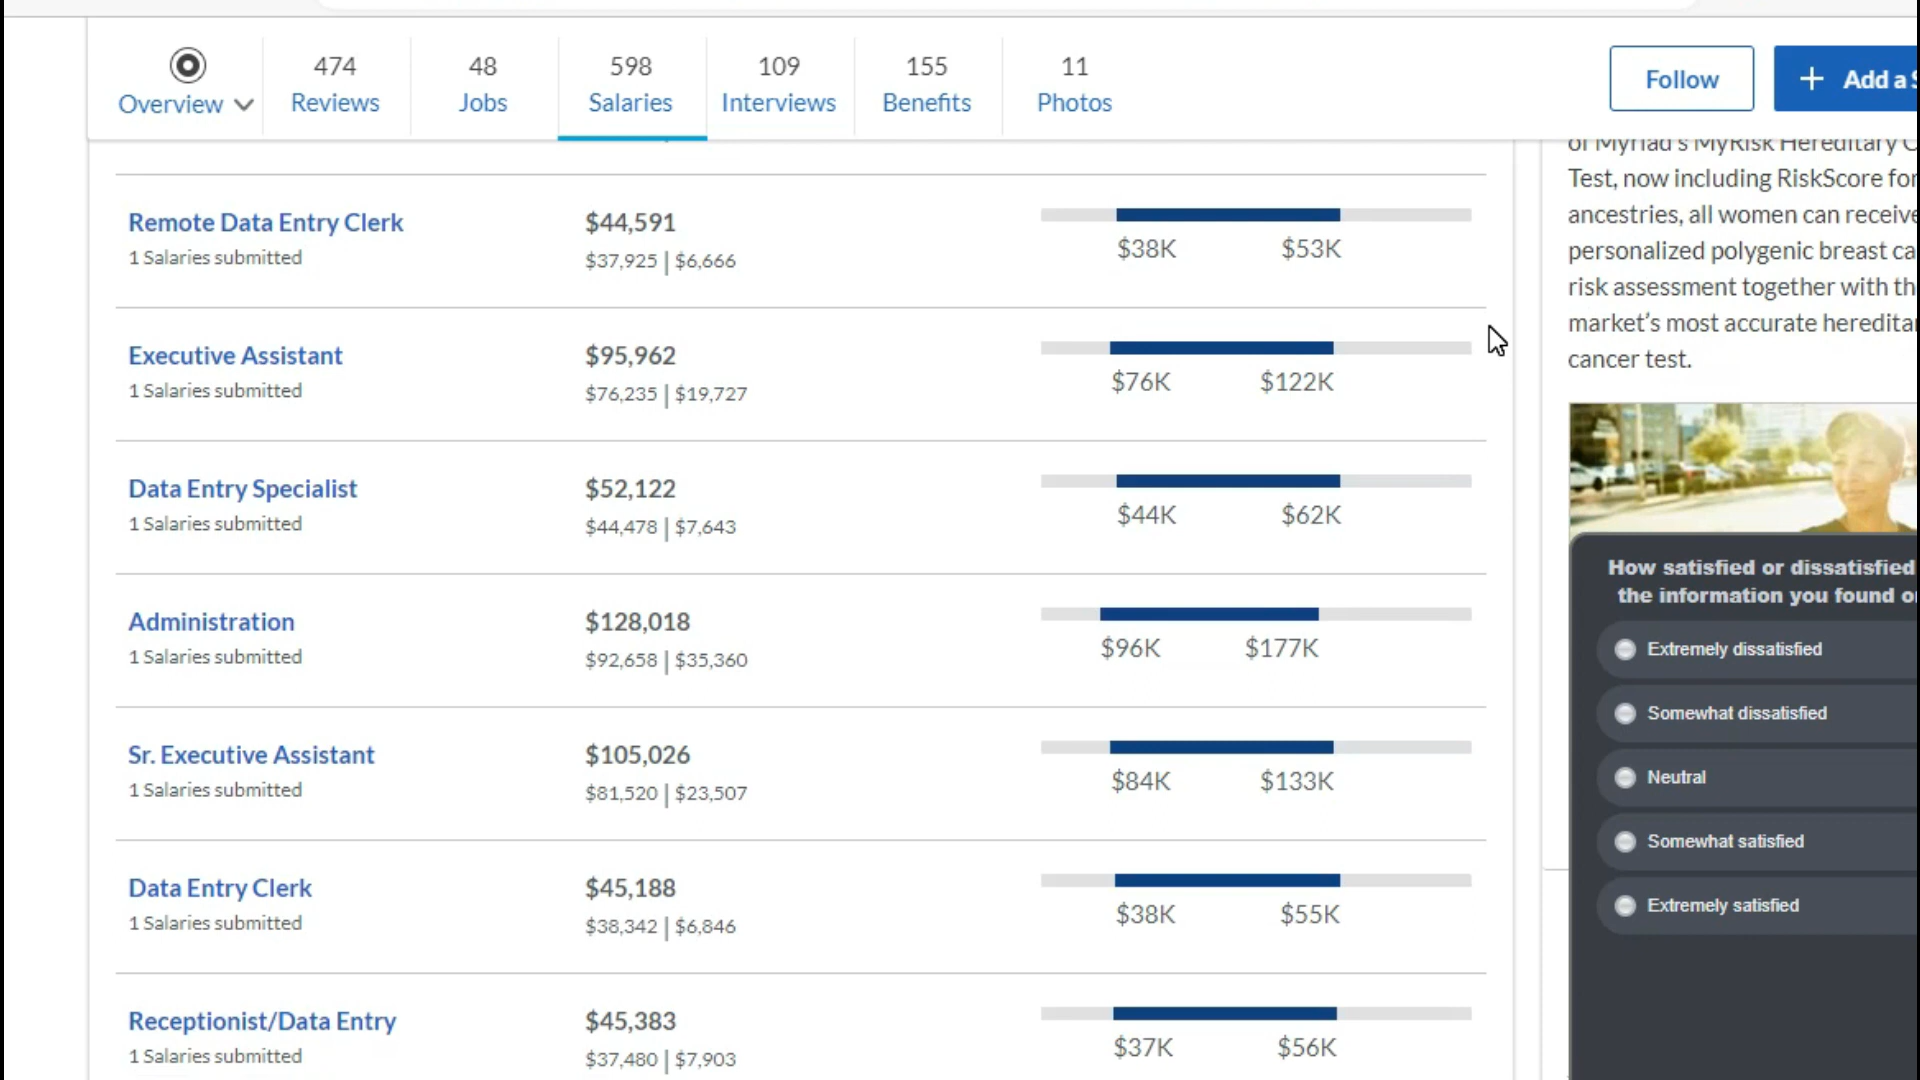 Overview
474
Reviews
48
Jobs
598
Salaries
109
Interviews
155
Benefits
11
Photos
Follow
+ Add a
Remote Data Entry Clerk
1 Salaries submitted
$44,591
$37,925 | $6,666
$38K $53K
Executive Assistant
1 Salaries submitted
$95,962
$76,235 | $19,727
$76K $122K
Data Entry Specialist
1 Salaries submitted
$52,122
$44,478 | $7,643
$44K $62K
Administration
1 Salaries submitted
$128,018
$92,658 | $35,360
$96K $177K
Sr. Executive Assistant
1 Salaries submitted
$105,026
$81,520 | $23,507
$84K $133K
Data Entry Clerk
1 Salaries submitted
$45,188
$38,342 | $6,846
$38K $55K
Receptionist/Data Entry
1 Salaries submitted
$45,383
$37,480 | $7,903
$37K $56K
of Myriad's MyRisk Hereditary
Test, now including RiskScore for
ancestries, all women can receive
personalized polygenic breast
risk assessment together with
market's most accurate
cancer test.
How satisfied or dissatisfied
the information you found
Extremely dissatisfied
Somewhat dissatisfied
Neutral
Somewhat satisfied
Extremely satisfied